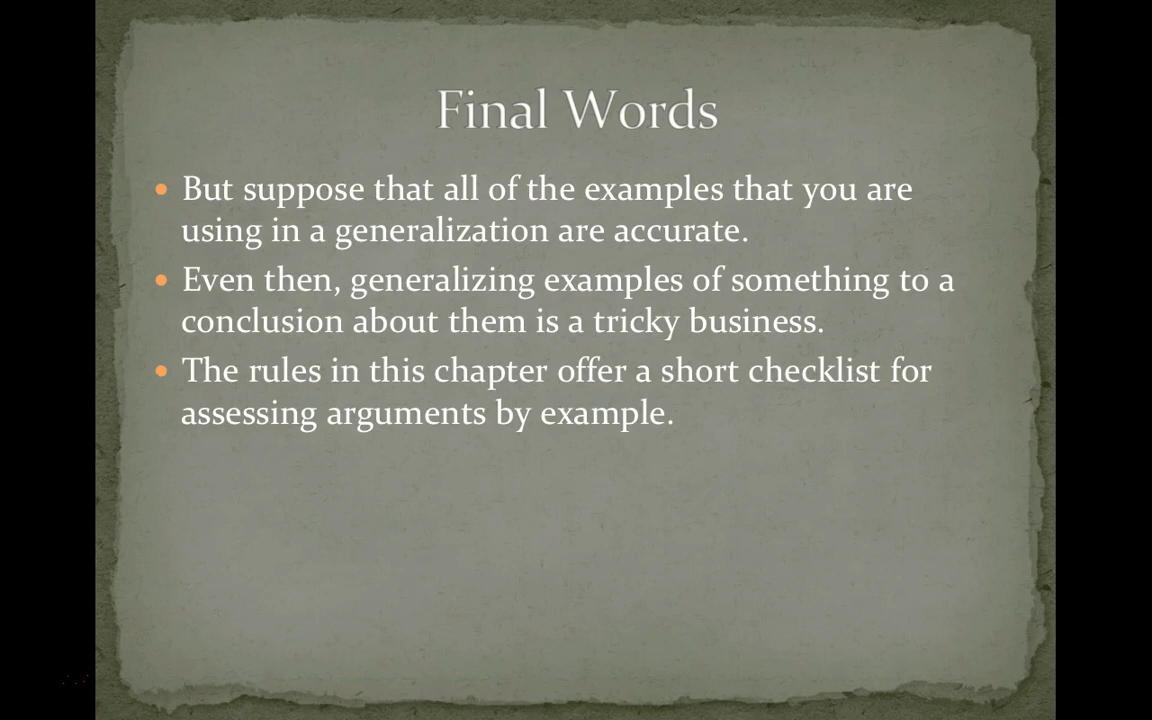 Final Words
• But suppose that all of the examples that you are
using in a generalization are accurate.
• Even then, generalizing examples of something to a
conclusion about them is a tricky business.
• The rules in this chapter offer a short checklist for
assessing arguments by example.